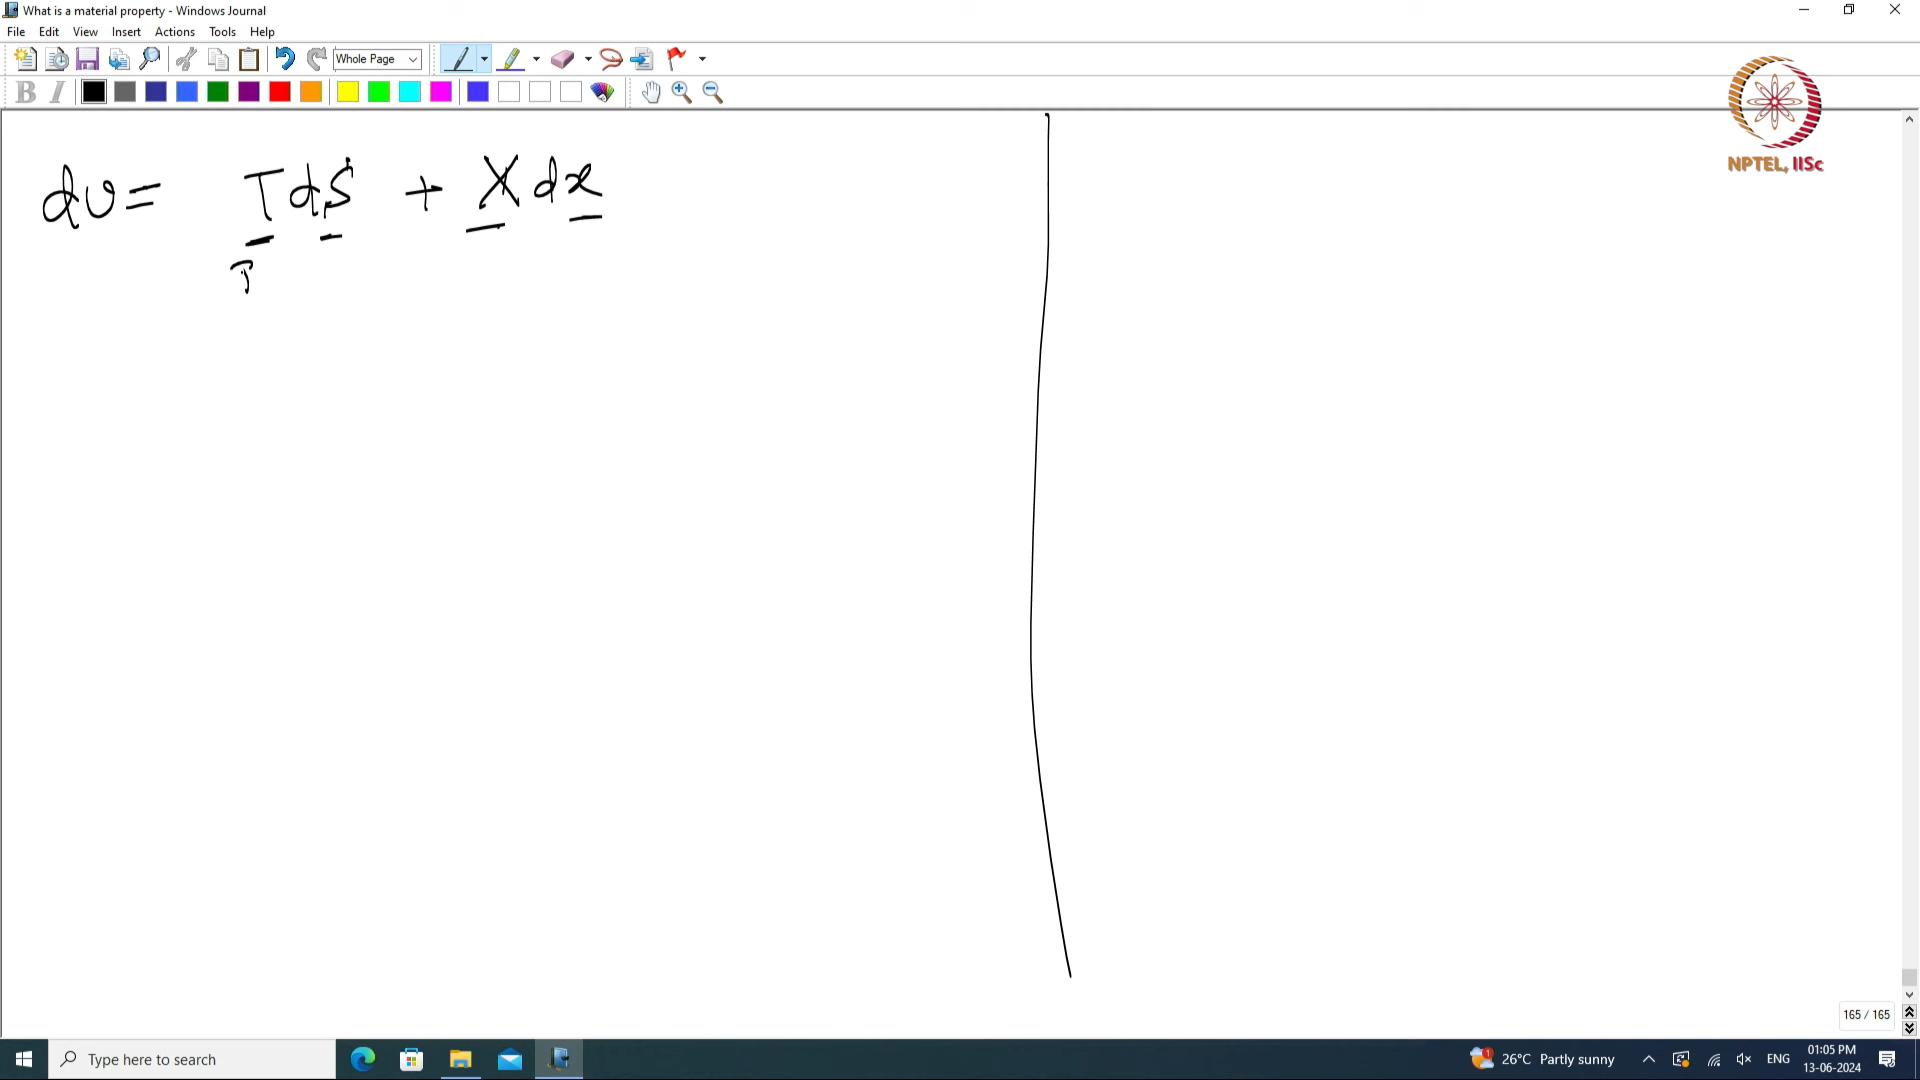 What is a material property - Windows Journal
File Edit View Insert Actions Tools Help
Whole Page
B I
NPTEL, IISc
dU = TdS + Xdx
T
165 / 165
Type here to search
26°C Partly sunny
ENG
01:05 PM
13-06-2024